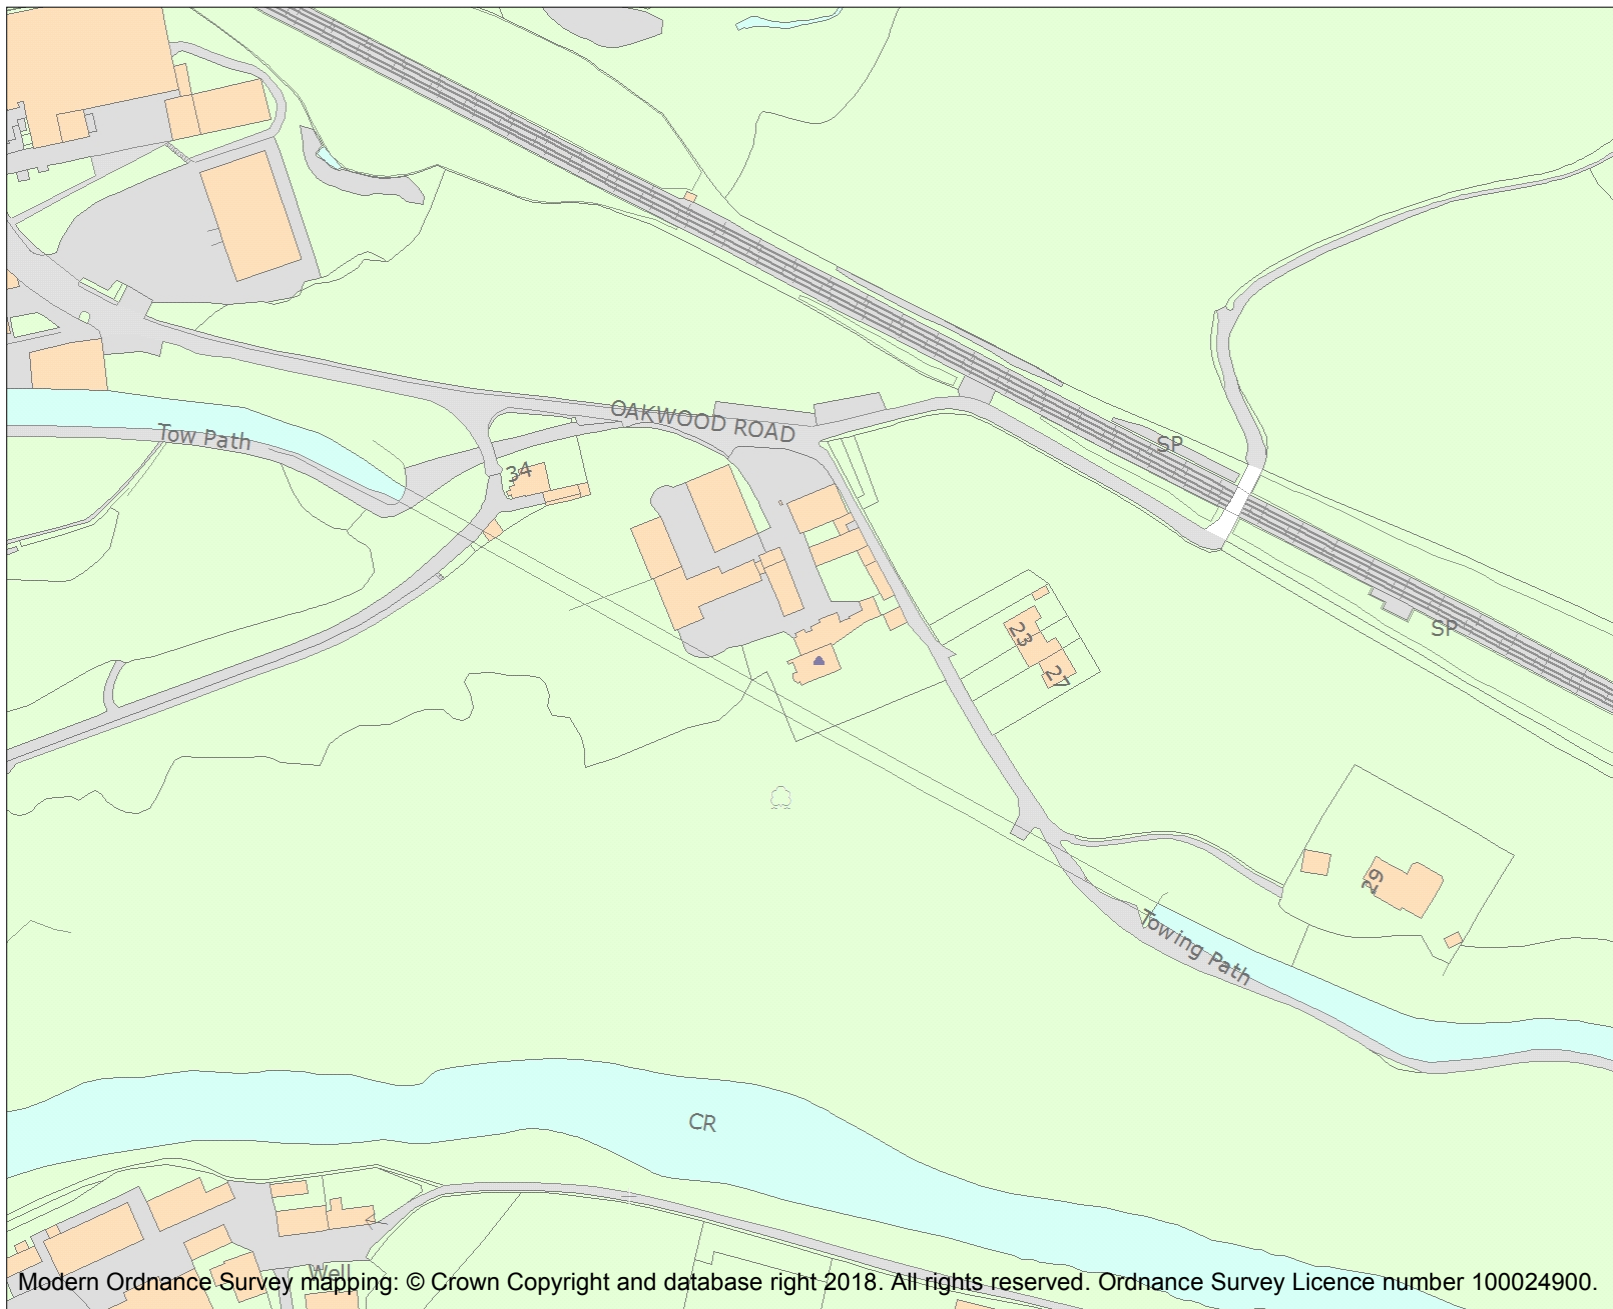 OAKWOOD ROAD
Tow Path
SP
34
SP
23
27
29
Towing Path
CR
Well
Modern Ordnance Survey mapping: © Crown Copyright and database right 2018. All rights reserved. Ordnance Survey Licence number 100024900.